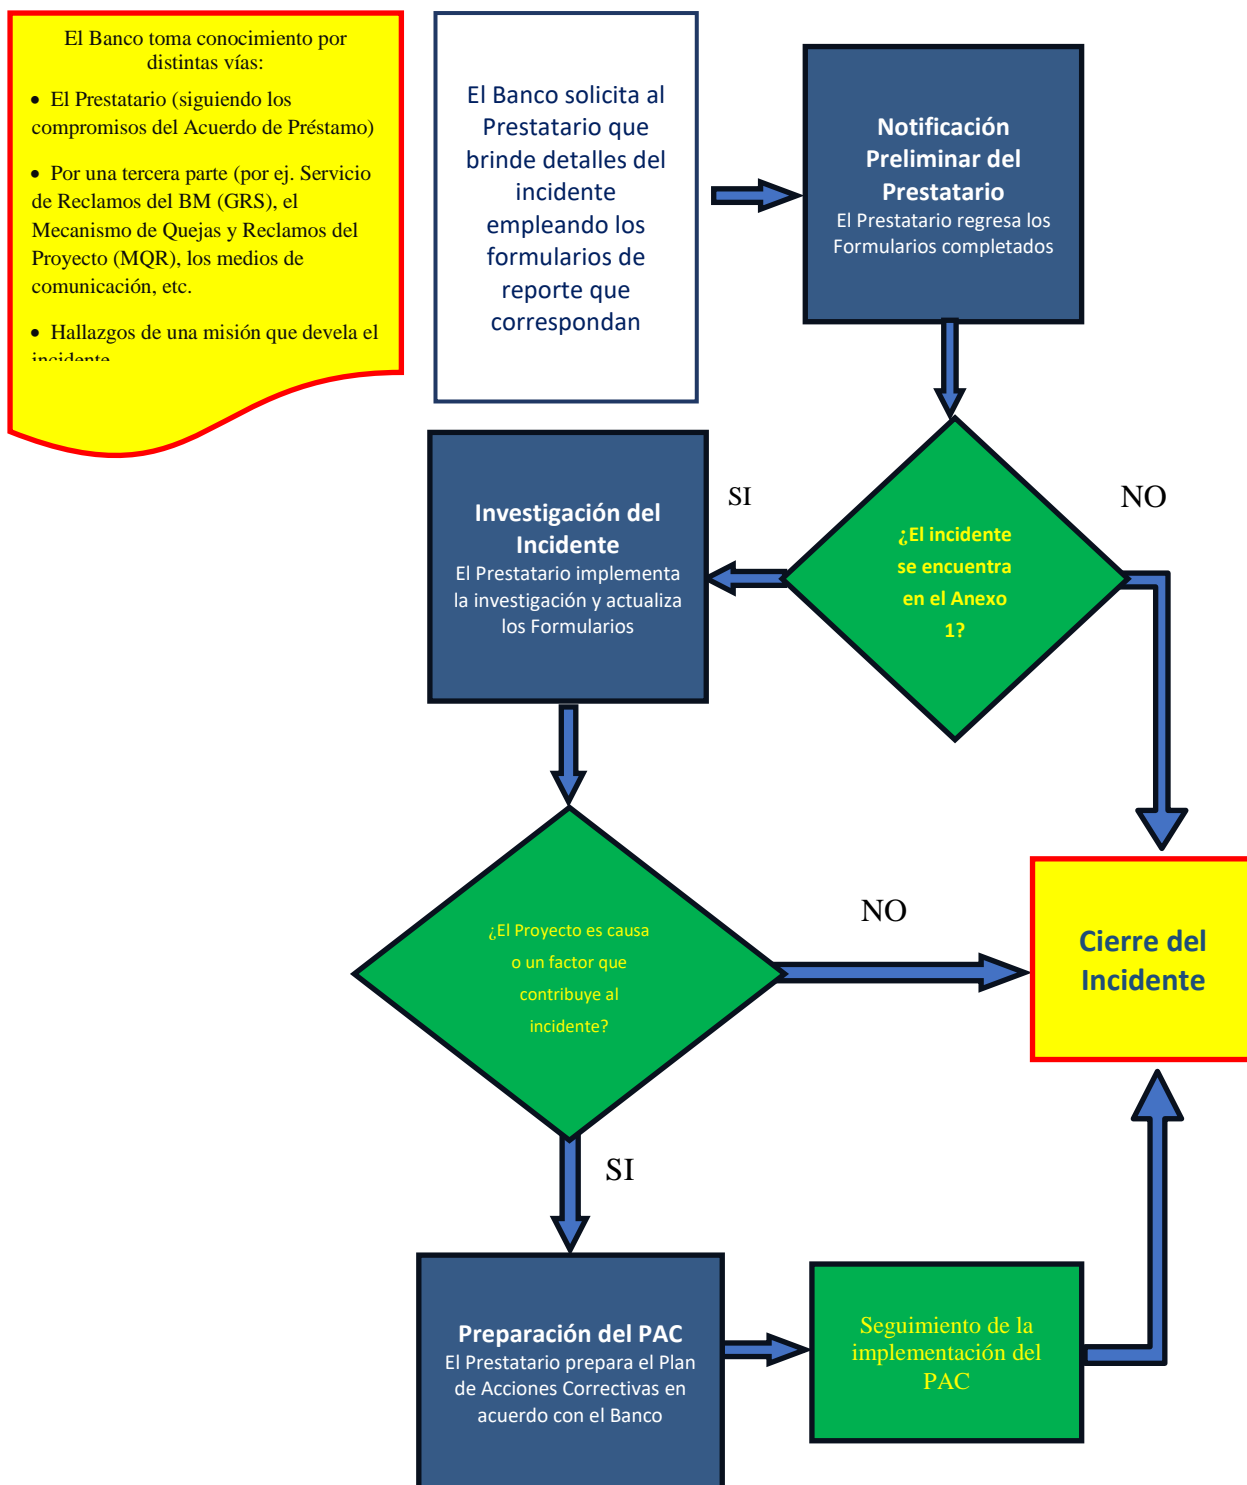 El Banco toma conocimiento por
distintas vías:
• El Prestatario (siguiendo los
compromisos del Acuerdo de Préstamo)
• Por una tercera parte (por ej. Servicio
de Reclamos del BM (GRS), el
Mecanismo de Quejas y Reclamos del
Proyecto (MQR), los medios de
comunicación, etc.
• Hallazgos de una misión que devela el
incidente
El Banco solicita al
Prestatario que
brinde detalles del
incidente
empleando los
formularios de
reporte que
correspondan
Notificación
Preliminar del
Prestatario
El Prestatario regresa los
Formularios completados
¿El incidente
se encuentra
en el Anexo
1?
SI
NO
Investigación del
Incidente
El Prestatario implementa
la investigación y actualiza
los Formularios
¿El Proyecto es causa
o un factor que
contribuye al
incidente?
NO
SI
Cierre del
Incidente
Preparación del PAC
El Prestatario prepara el Plan
de Acciones Correctivas en
acuerdo con el Banco
Seguimiento de la
implementación del
PAC